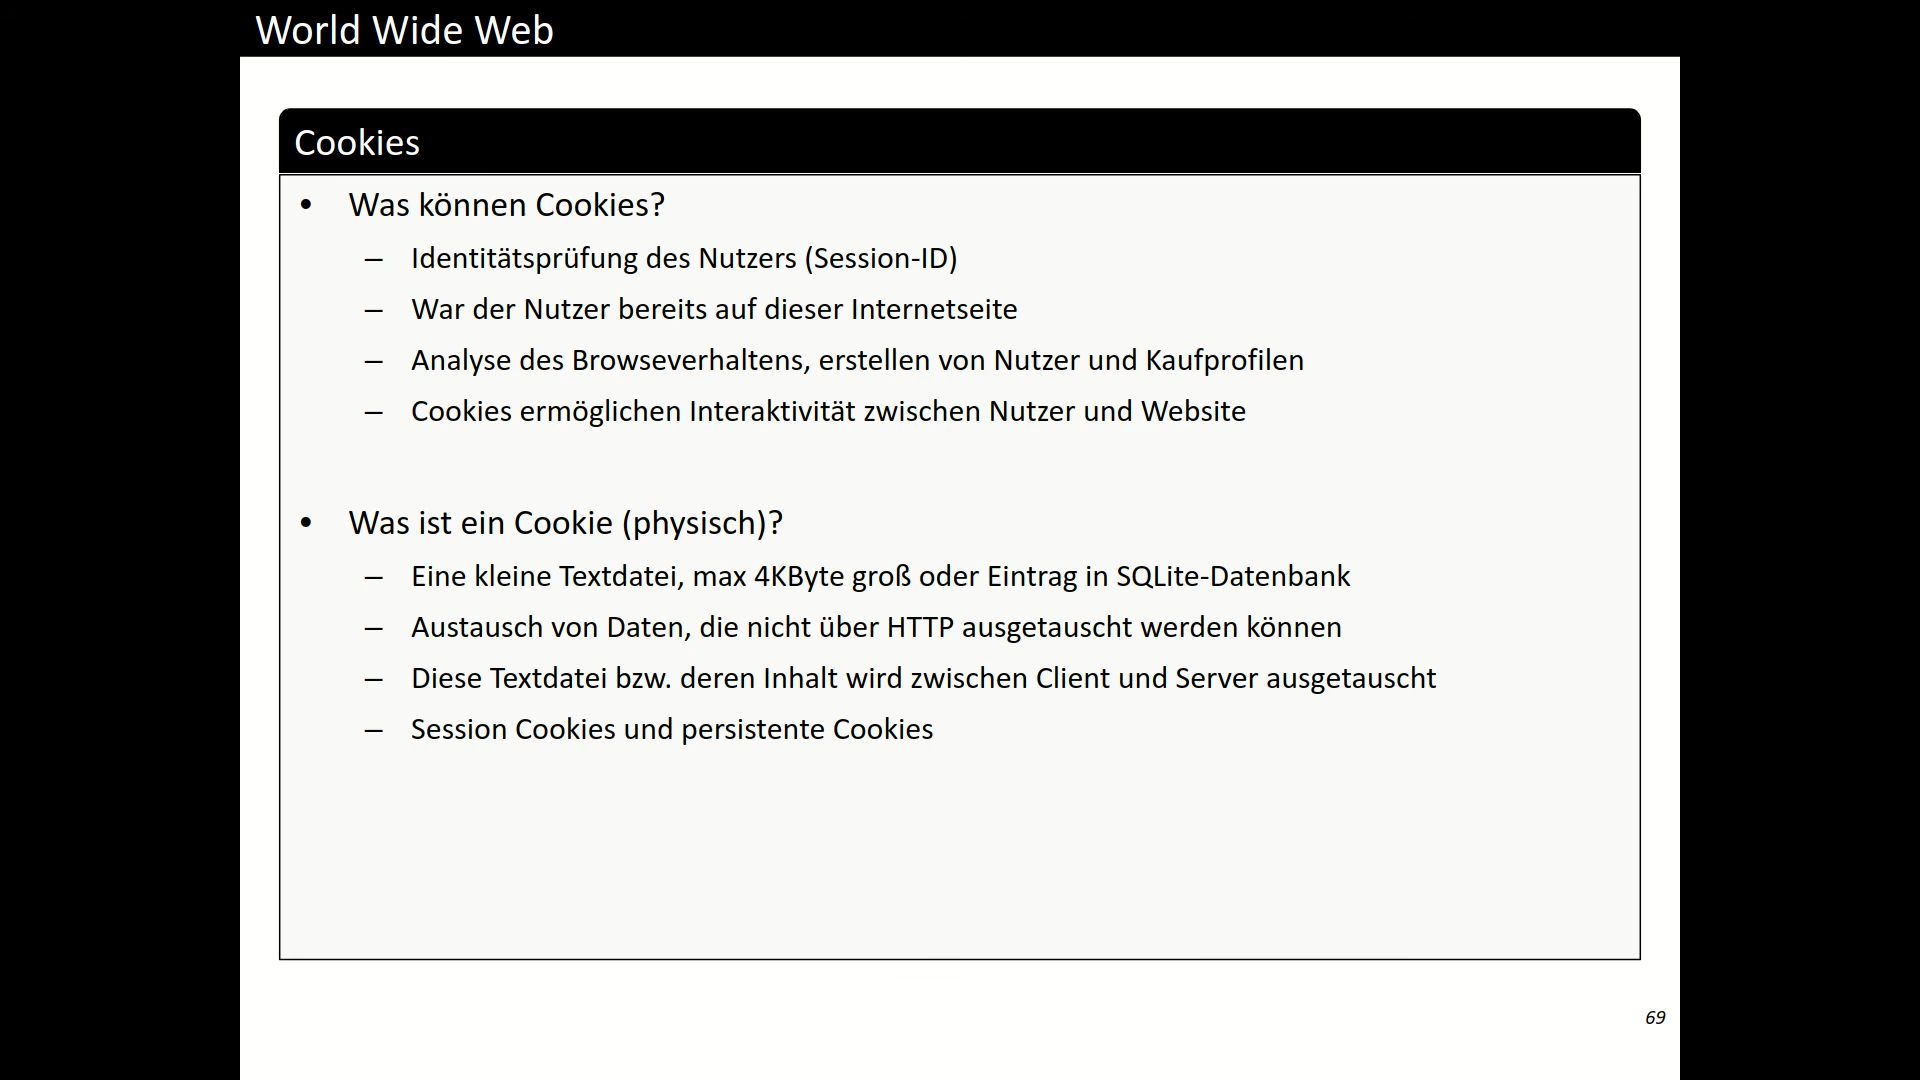 World Wide Web
Cookies
• Was können Cookies?
– Identitätsprüfung des Nutzers (Session-ID)
– War der Nutzer bereits auf dieser Internetseite
– Analyse des Browseverhaltens, erstellen von Nutzer und Kaufprofilen
– Cookies ermöglichen Interaktivität zwischen Nutzer und Website
• Was ist ein Cookie (physisch)?
– Eine kleine Textdatei, max 4KByte groß oder Eintrag in SQLite-Datenbank
– Austausch von Daten, die nicht über HTTP ausgetauscht werden können
– Diese Textdatei bzw. deren Inhalt wird zwischen Client und Server ausgetauscht
– Session Cookies und persistente Cookies
69